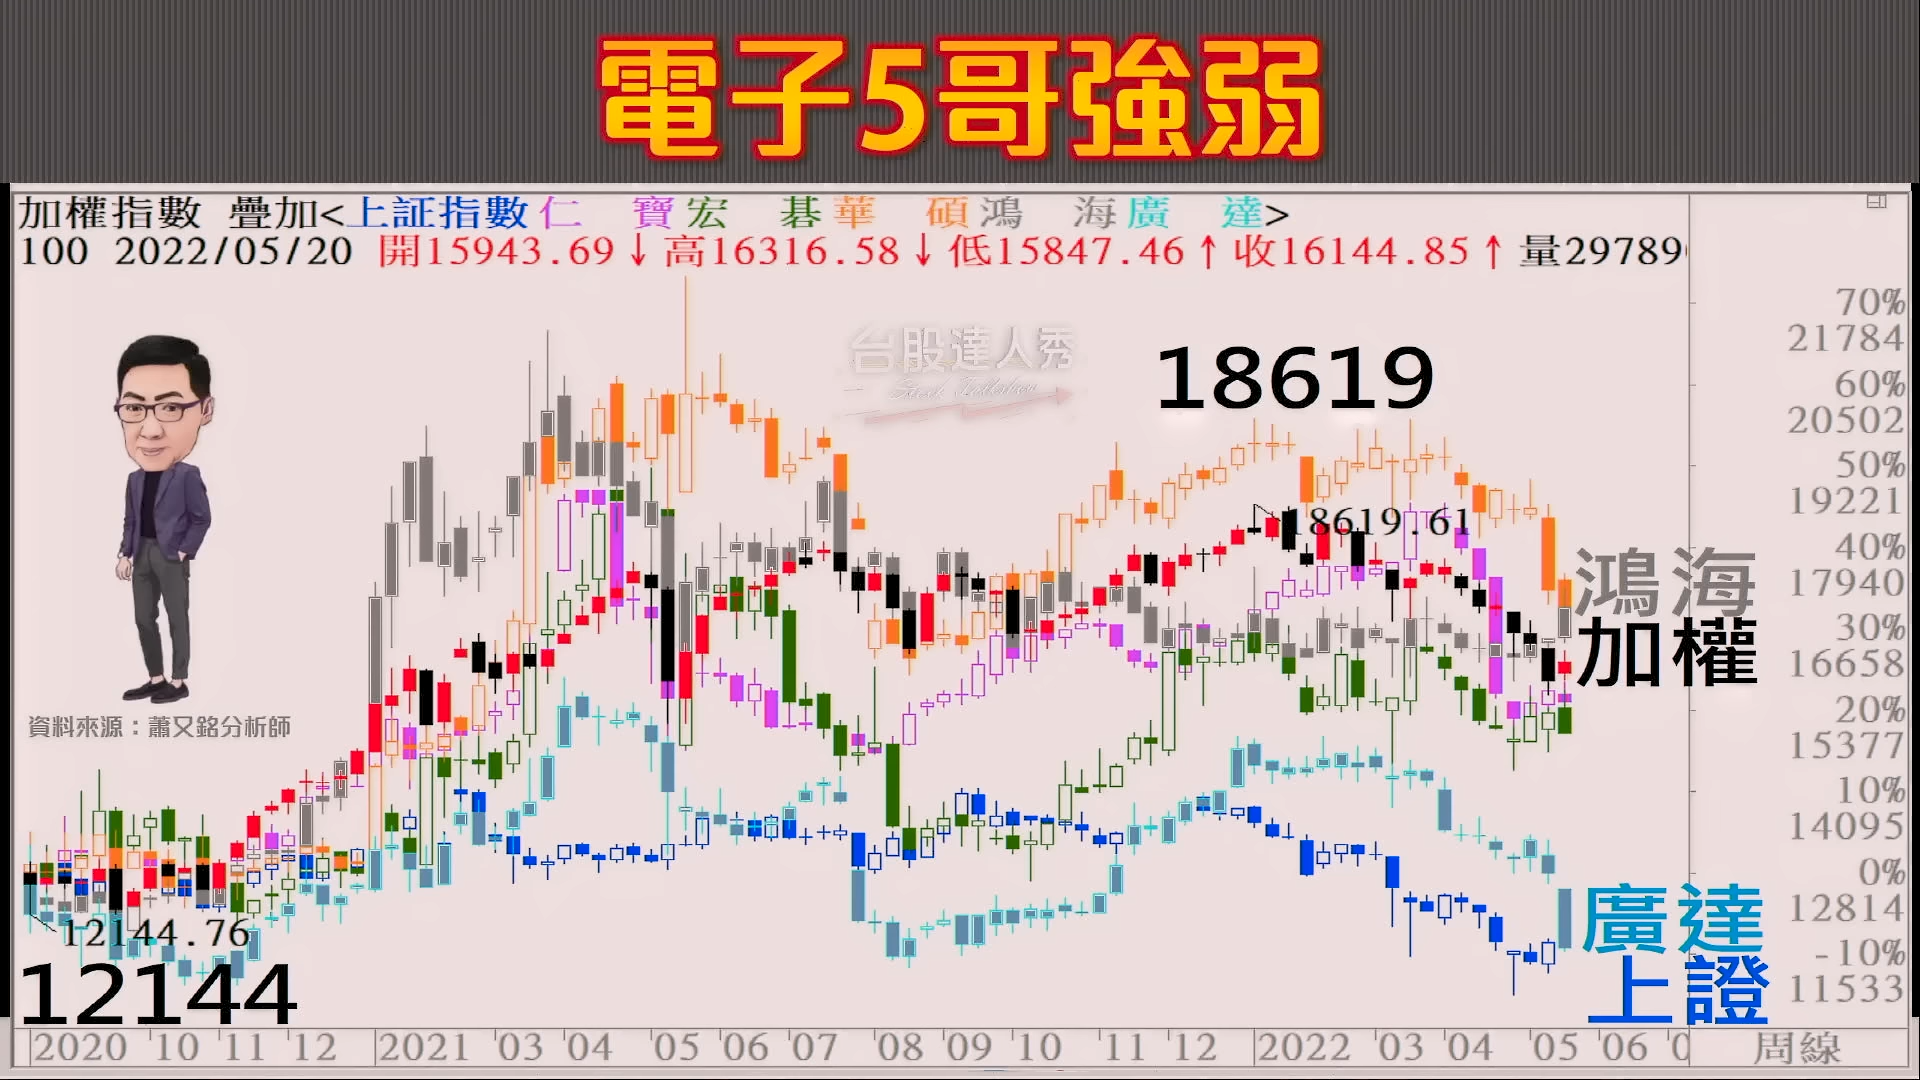 電子5哥強弱
加權指數 疊加<上証指數仁 寶宏 碁華 碩鴻 海廣 達>
100 2022/05/20 開15943.69↓高16316.58↓低15847.46↑收16144.85↑量29789
70%
21784
台股達人秀
Stock Talkshow
18619
60%
20502
50%
19221
18619.61
40%
鴻海
17940
30%
加權
16658
資料來源：蕭又銘分析師
20%
15377
10%
14095
0%
廣達
12814
12144.76
-10%
12144
上證
11533
2020 10 11 12 2021 03 04 05 06 07 08 09 10 11 12 2022 03 04 05 06 周線